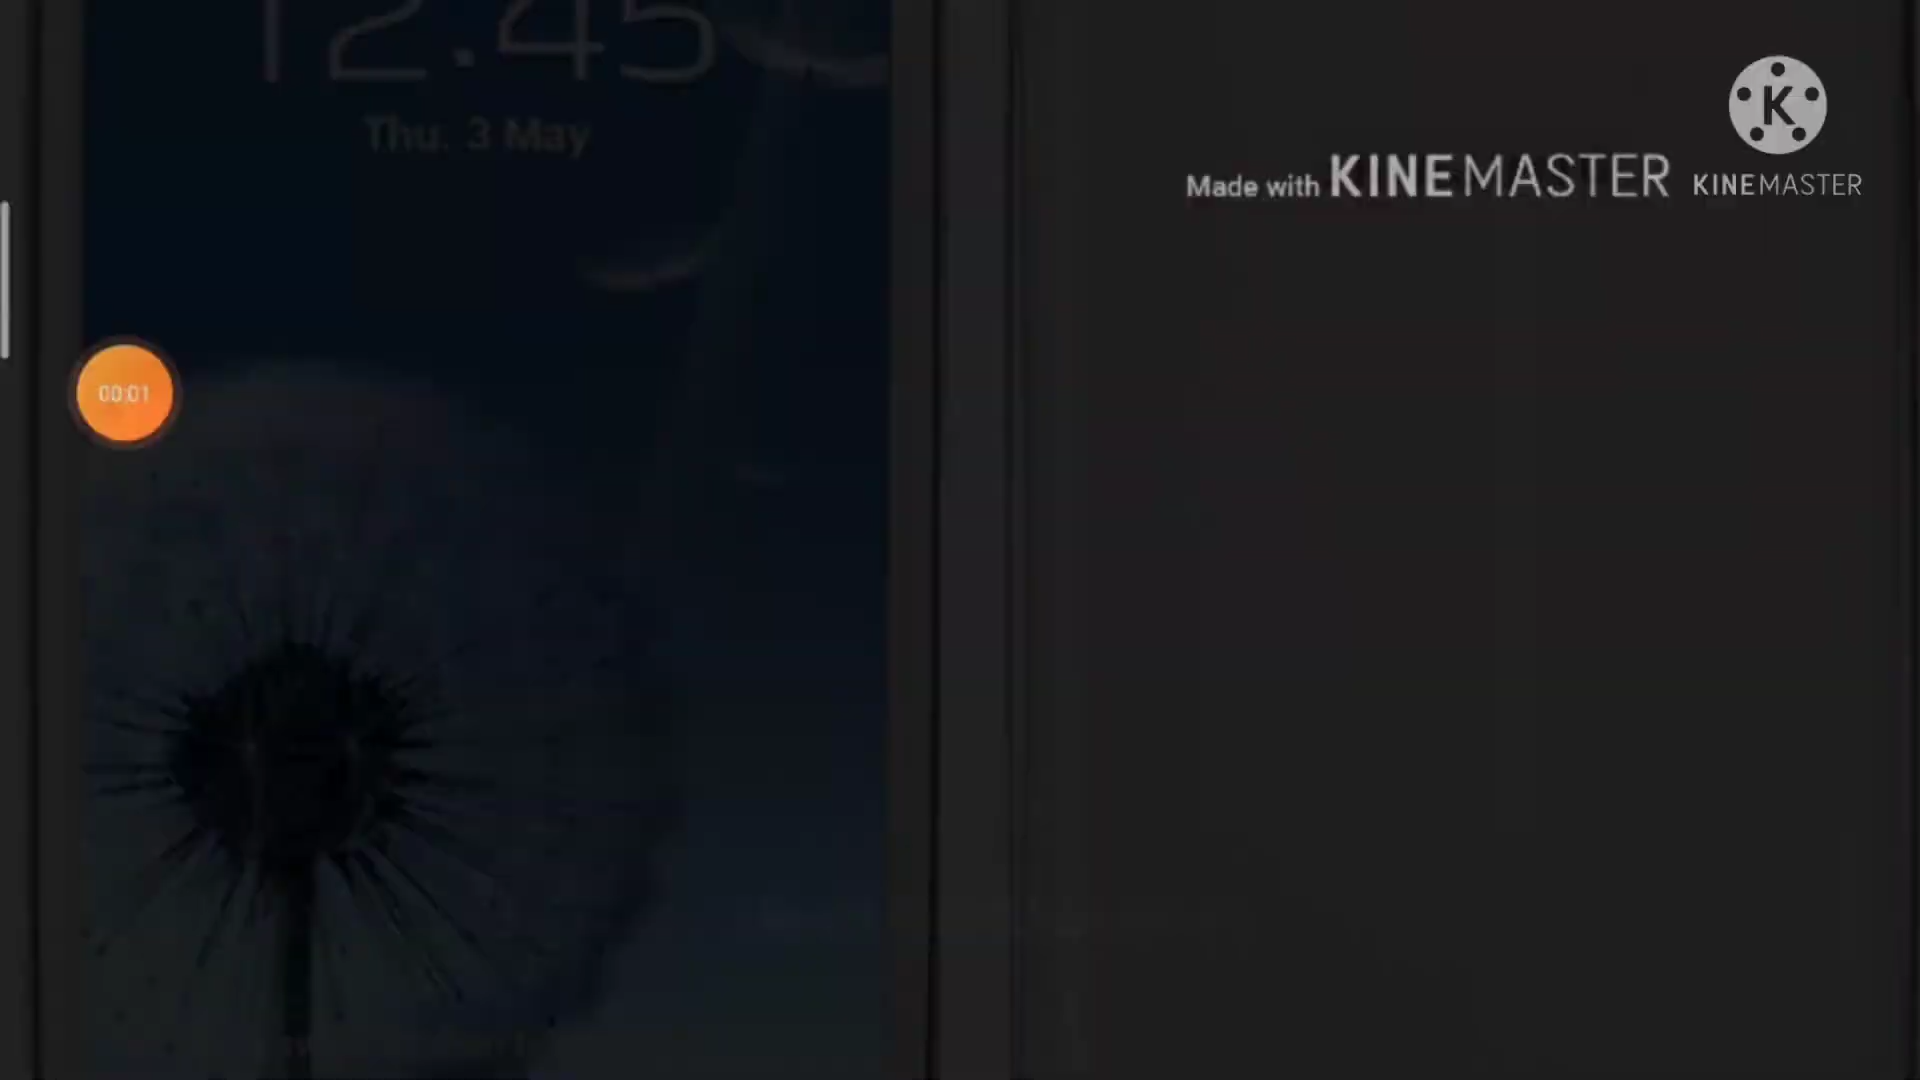 12.45
Thu. 3 May
Made with KINEMASTER
K
KINEMASTER
00:01